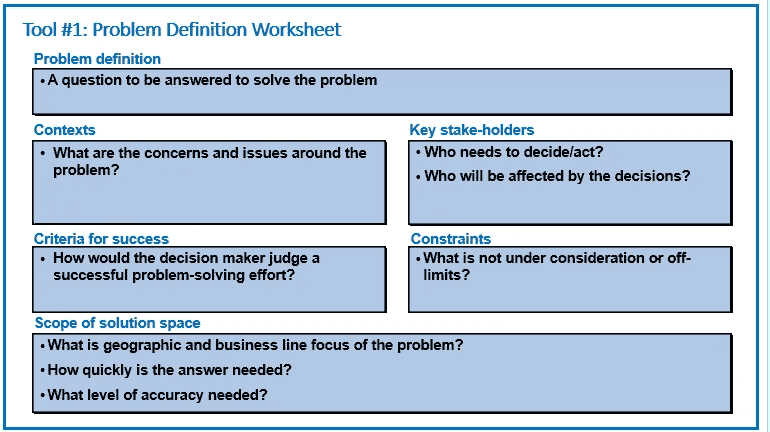 Tool #1: Problem Definition Worksheet
Problem definition
• A question to be answered to solve the problem
Contexts
• What are the concerns and issues around the
problem?
Key stake-holders
• Who needs to decide/act?
• Who will be affected by the decisions?
Criteria for success
• How would the decision maker judge a
successful problem-solving effort?
Constraints
• What is not under consideration or off-
limits?
Scope of solution space
• What is geographic and business line focus of the problem?
• How quickly is the answer needed?
• What level of accuracy needed?